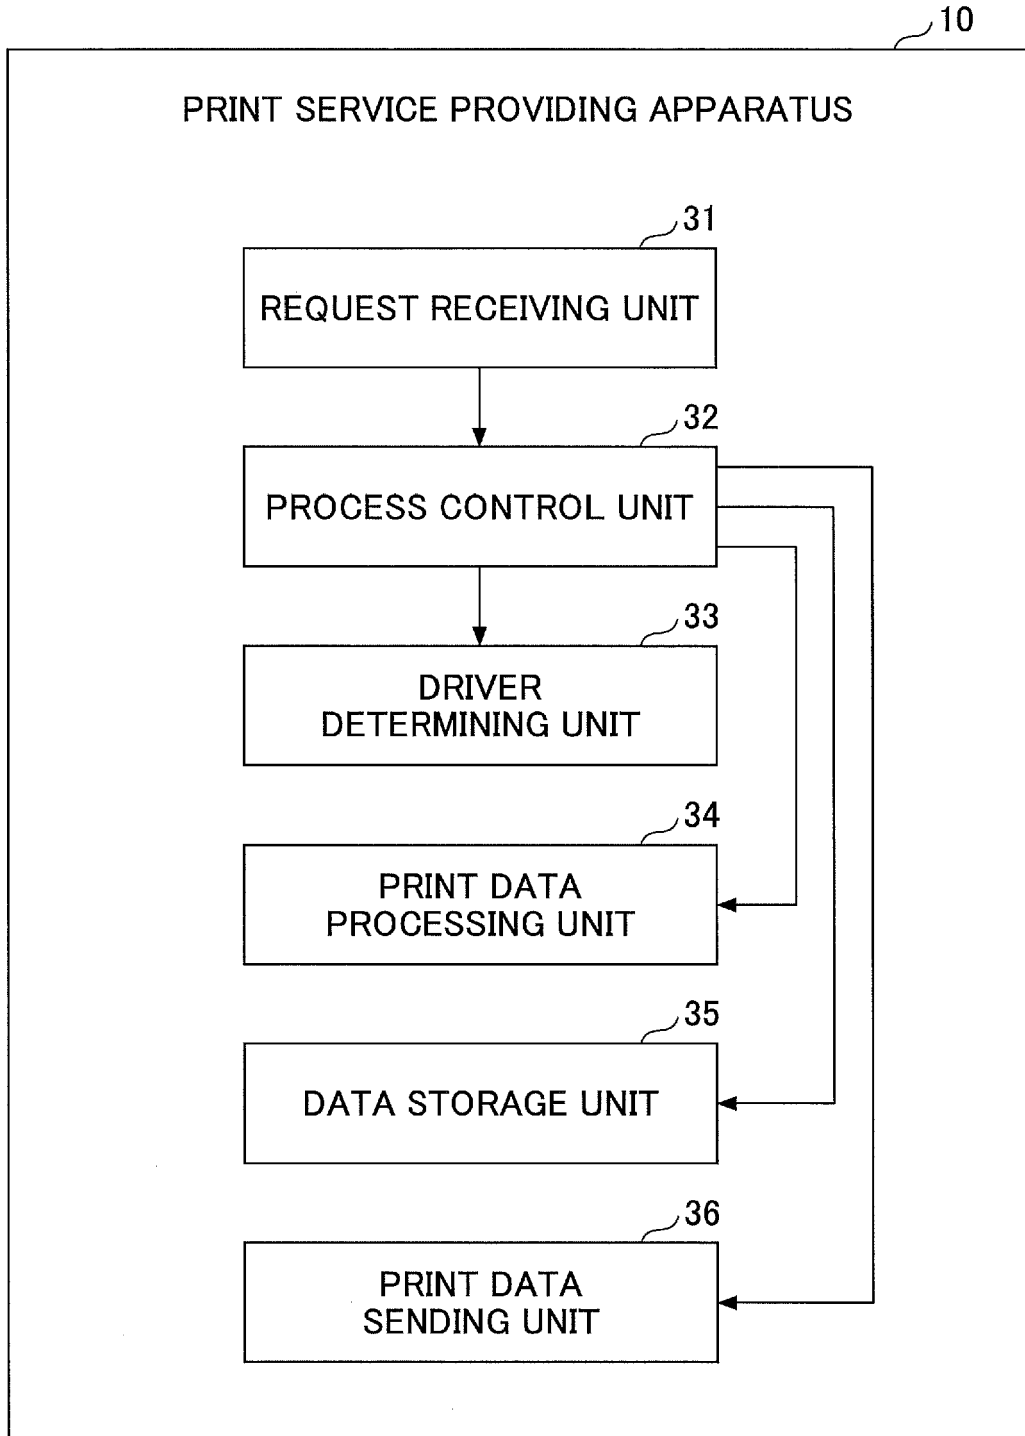 10
PRINT SERVICE PROVIDING APPARATUS
31
REQUEST RECEIVING UNIT
32
PROCESS CONTROL UNIT
33
DRIVER
DETERMINING UNIT
34
PRINT DATA
PROCESSING UNIT
35
DATA STORAGE UNIT
36
PRINT DATA
SENDING UNIT